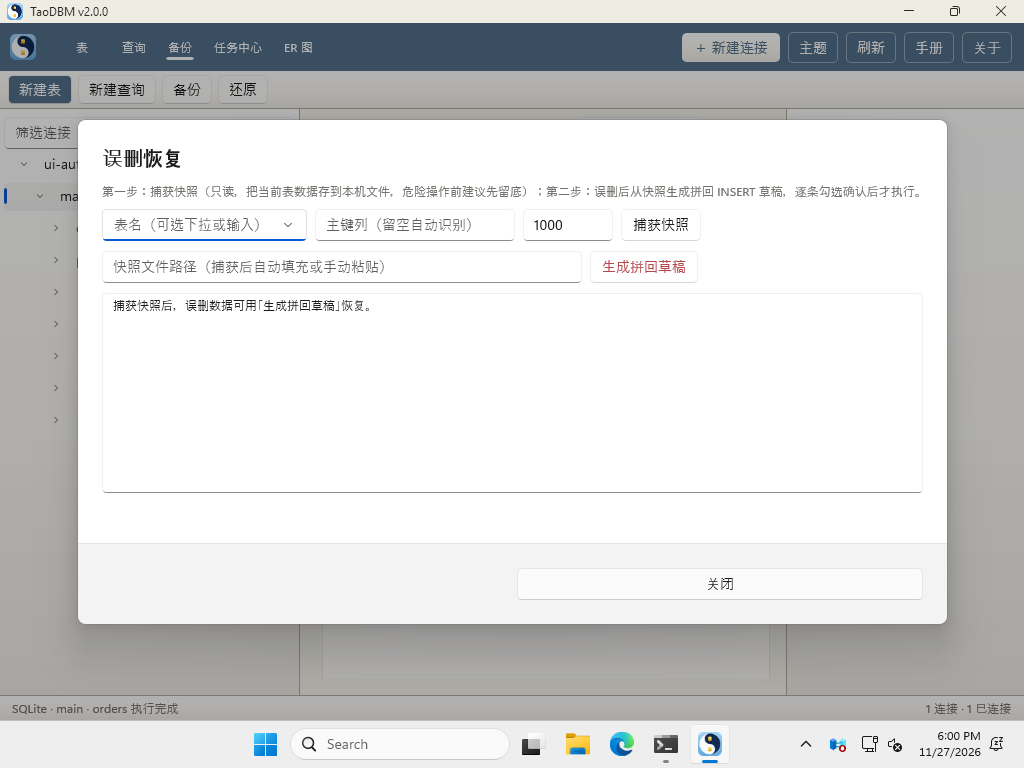 TaoDBM v2.0.0
表 查询 备份 任务中心 ER 图 + 新建连接 主题 刷新 手册 关于
新建表 新建查询 备份 还原
筛选连接
ui-au
ma
误删恢复
第一步：捕获快照（只读，把当前表数据存到本机文件，危险操作前建议先留底）；第二步：误删后从快照生成拼回 INSERT 草稿，逐条勾选确认后才执行。
表名（可选下拉或输入） 主键列（留空自动识别） 1000 捕获快照
快照文件路径（捕获后自动填充或手动粘贴） 生成拼回草稿
捕获快照后，误删数据可用「生成拼回草稿」恢复。
关闭
SQLite · main · orders 执行完成 1 连接 · 1 已连接
Search
6:00 PM
11/27/2026